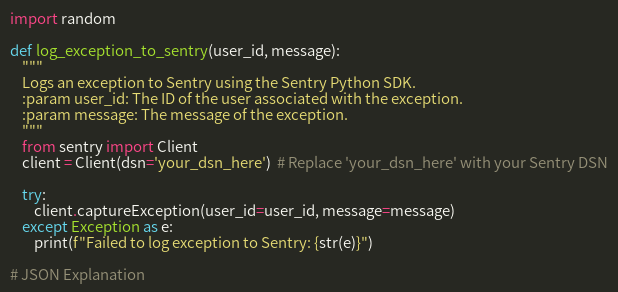 import random

def log_exception_to_sentry(user_id, message):
    """
    Logs an exception to Sentry using the Sentry Python SDK.
    :param user_id: The ID of the user associated with the exception.
    :param message: The message of the exception.
    """
    from sentry import Client
    client = Client(dsn='your_dsn_here')  # Replace 'your_dsn_here' with your Sentry DSN

    try:
        client.captureException(user_id=user_id, message=message)
    except Exception as e:
        print(f"Failed to log exception to Sentry: {str(e)}")

# JSON Explanation